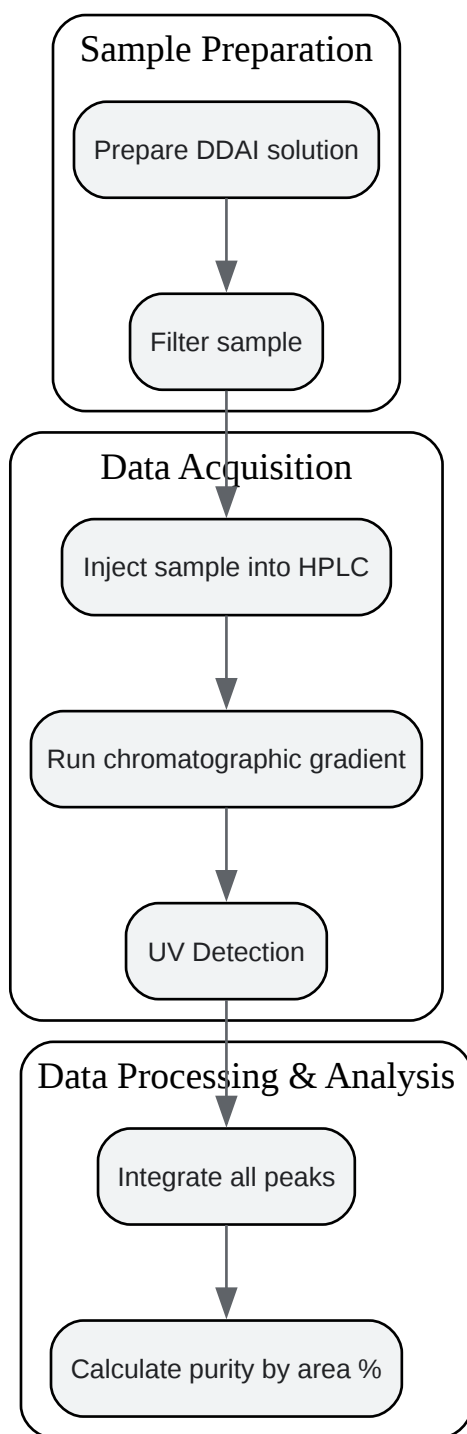 Sample Preparation
Prepare DDAI solution
Filter sample
Data Acquisition
Inject sample into HPLC
Run chromatographic gradient
UV Detection
Data Processing & Analysis
Integrate all peaks
Calculate purity by area %